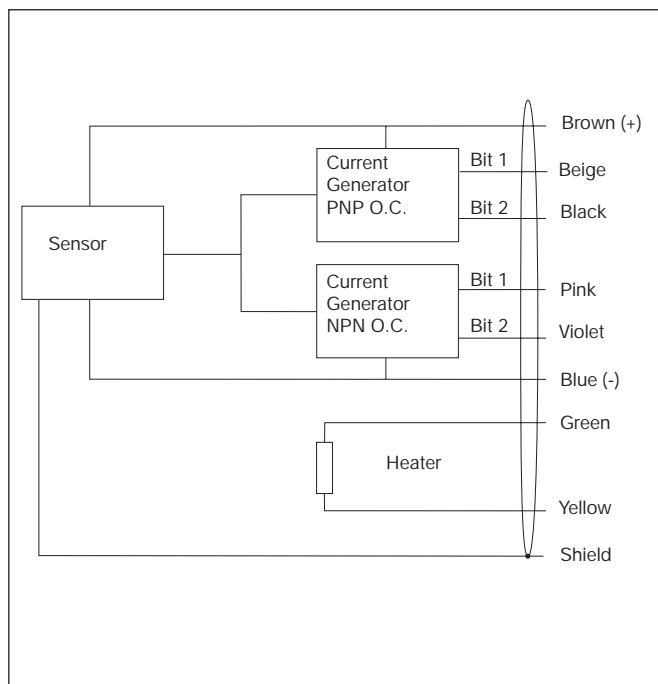 Brown (+)
Current
Generator
PNP O.C.
Bit 1
Beige
Bit 2
Black
Sensor
Current
Generator
NPN O.C.
Bit 1
Pink
Bit 2
Violet
Blue (-)
Green
Heater
Yellow
Shield